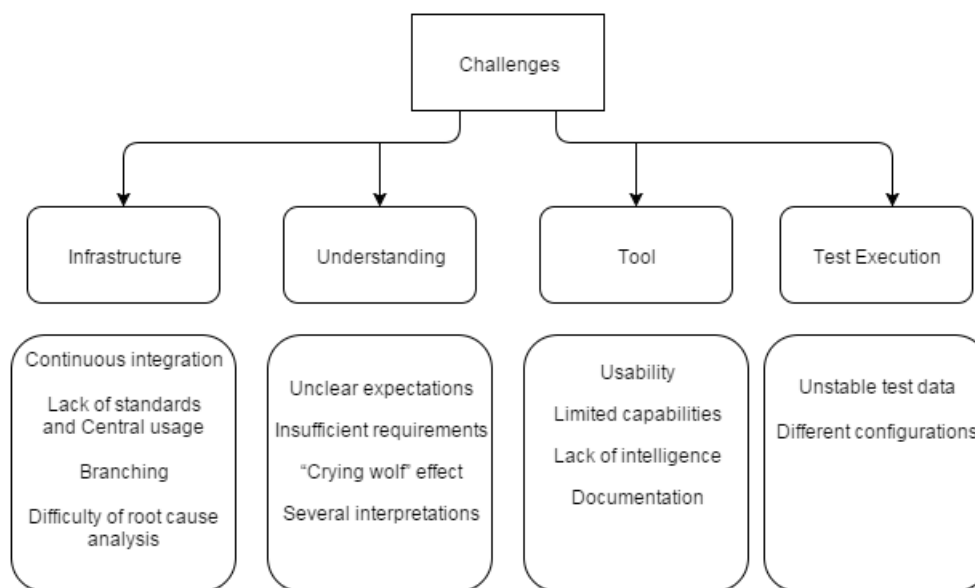 Challenges
Infrastructure
Understanding
Tool
Test Execution
Continuous integration
Lack of standards
and Central usage
Branching
Difficulty of root cause
analysis
Unclear expectations
Insufficient requirements
“Crying wolf” effect
Several interpretations
Usability
Limited capabilities
Lack of intelligence
Documentation
Unstable test data
Different configurations